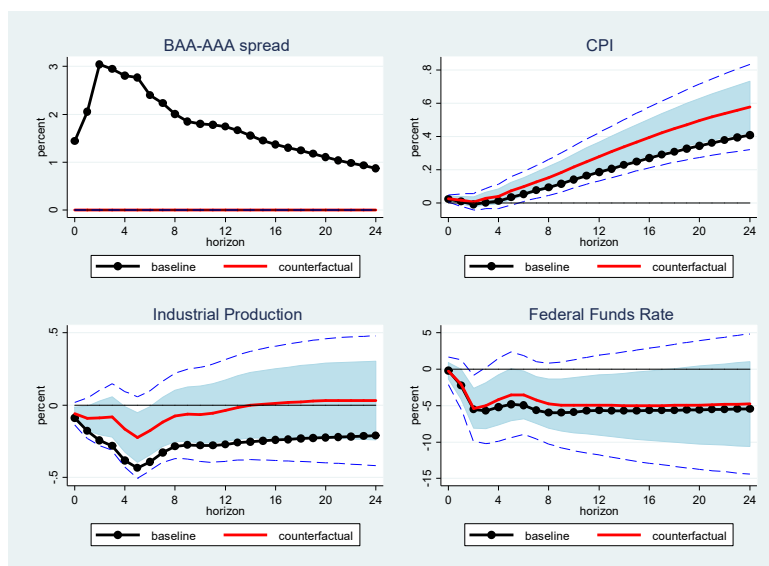 BAA-AAA spread
percent
3
2
1
0
0 4 8 12 16 20 24
horizon
baseline counterfactual
CPI
percent
.8
.6
.4
.2
0
0 4 8 12 16 20 24
horizon
baseline counterfactual
Industrial Production
percent
.5
0
-.5
0 4 8 12 16 20 24
horizon
baseline counterfactual
Federal Funds Rate
percent
5
0
-5
-10
-15
0 4 8 12 16 20 24
horizon
baseline counterfactual